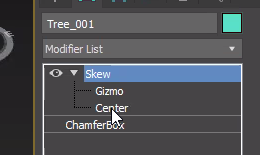 Tree_001
Modifier List
Skew
Gizmo
Center
ChamferBox